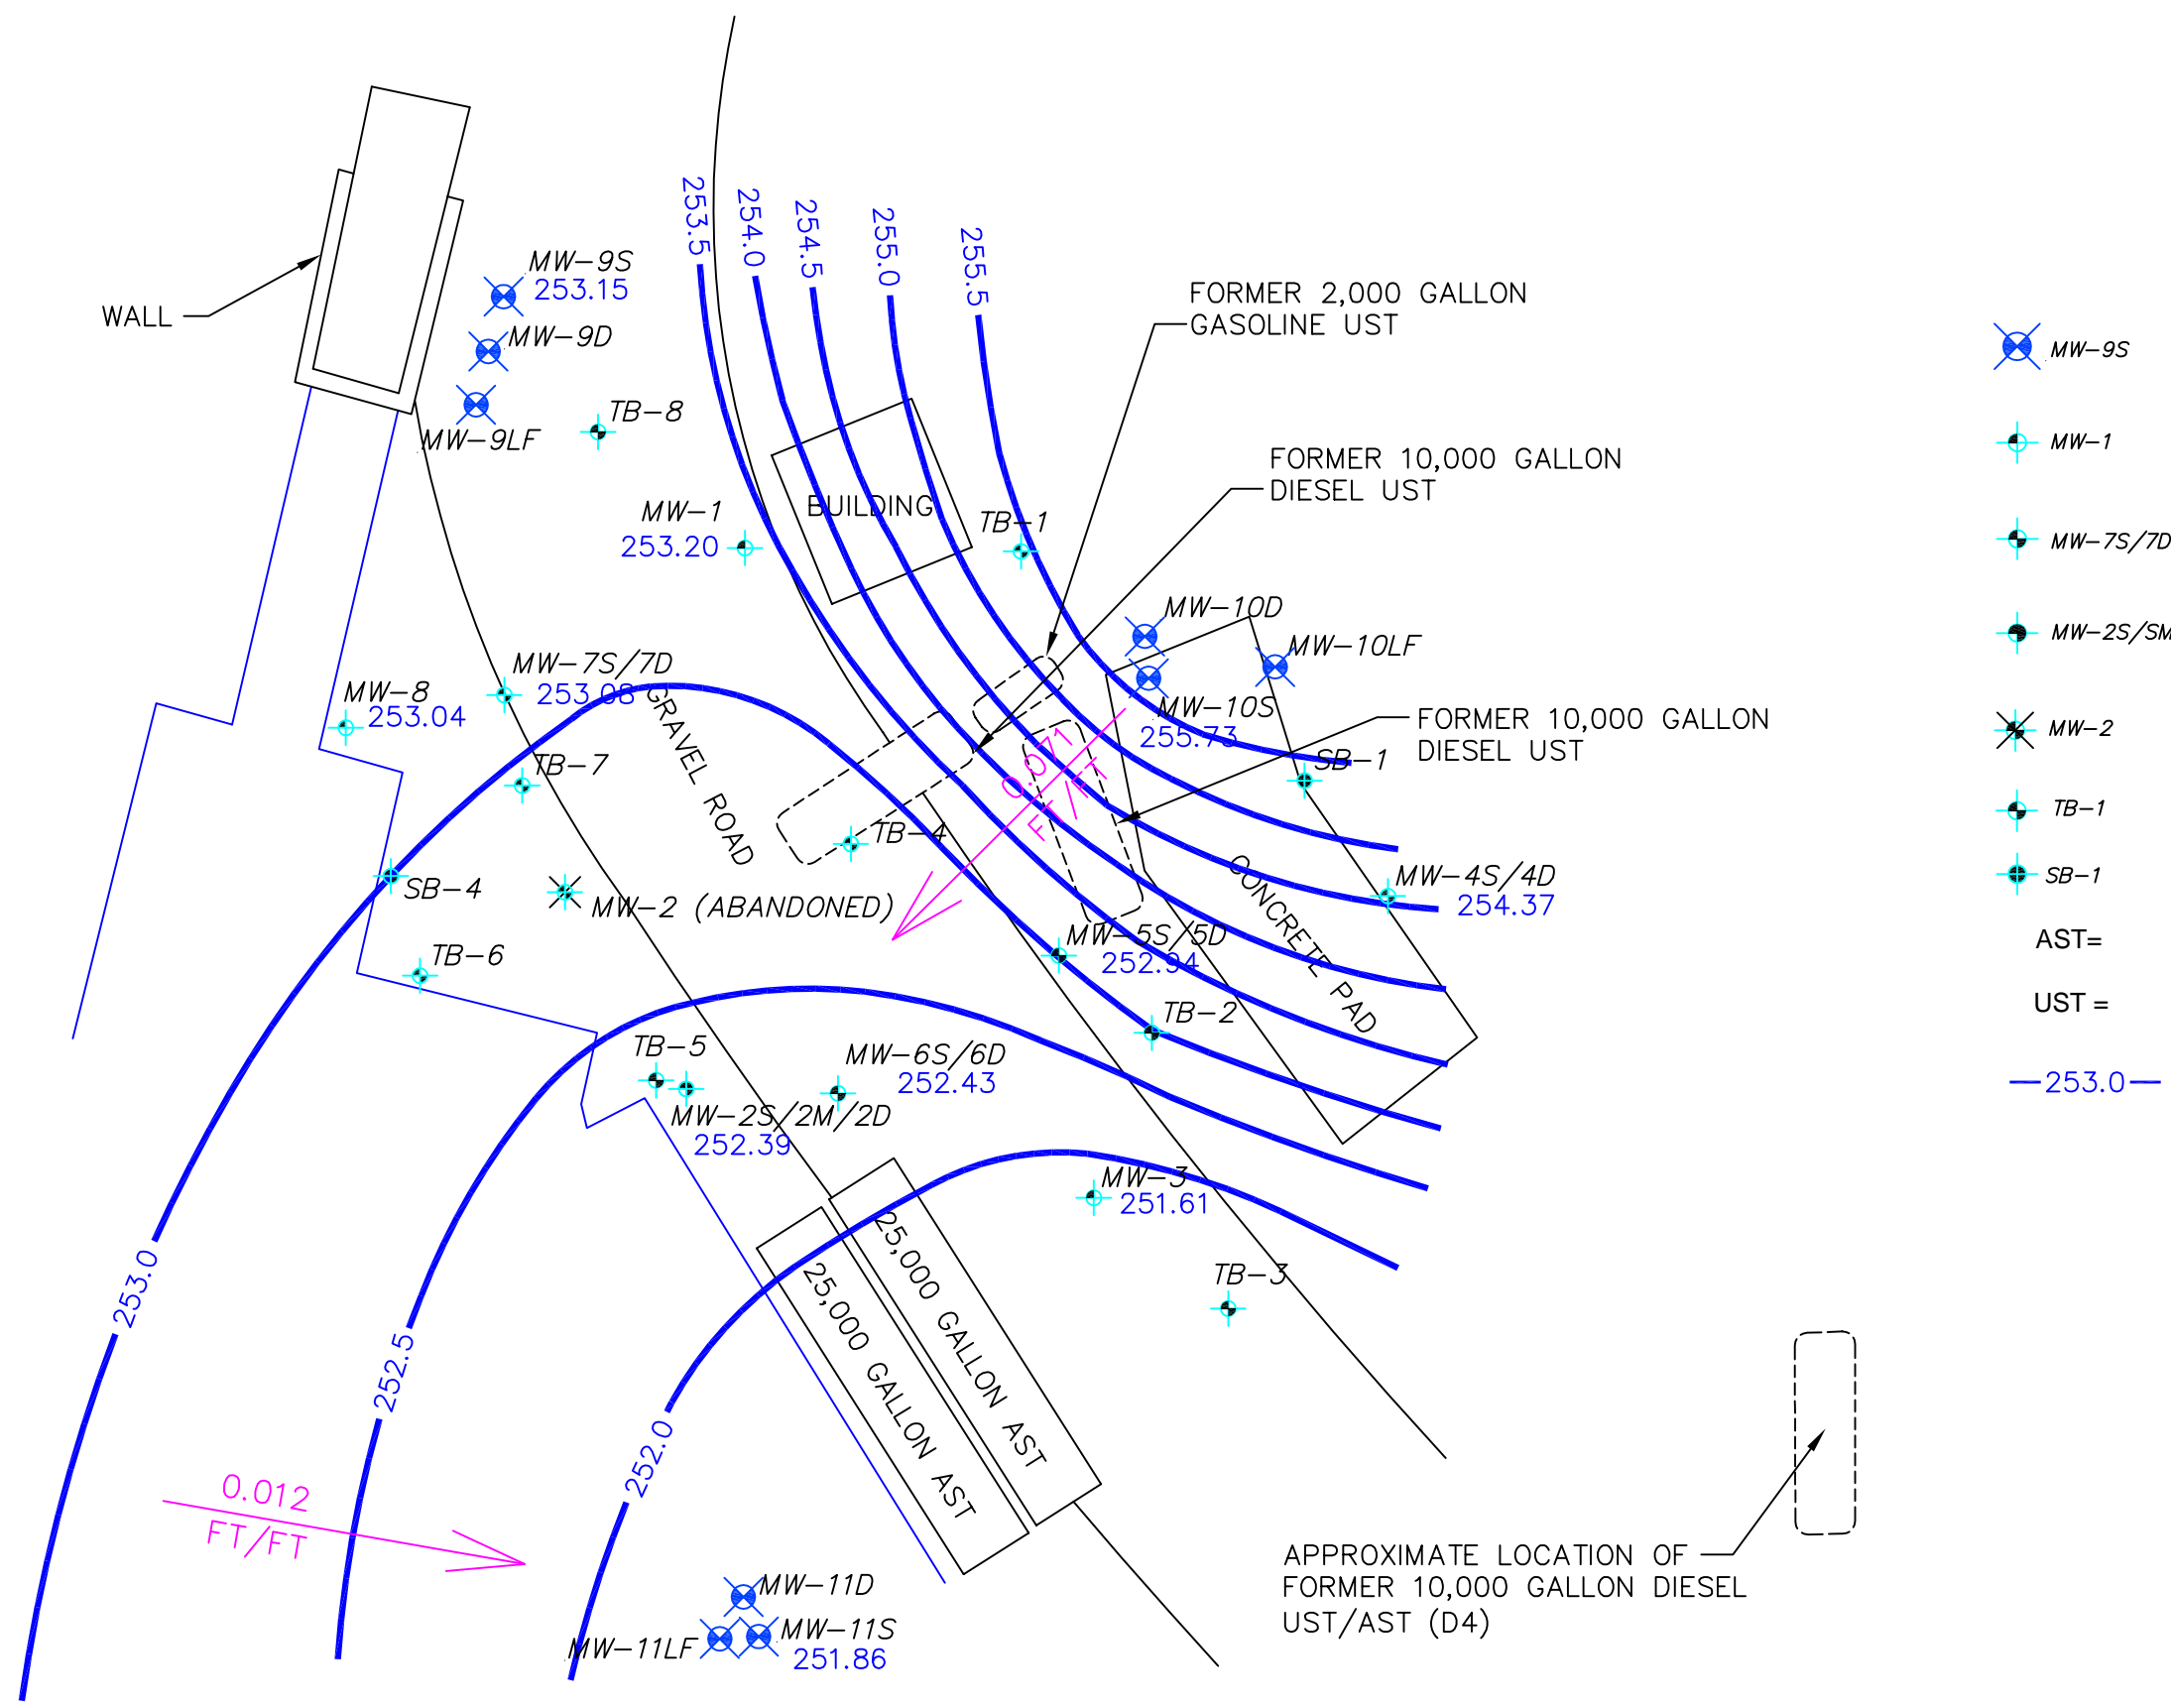 253.5
254.0
254.5
255.0
255.5
MW-9S
253.15
WALL
MW-9D
MW-9LF
TB-8
FORMER 2,000 GALLON
GASOLINE UST
FORMER 10,000 GALLON
DIESEL UST
MW-1
253.20
BUILDING
TB-1
MW-10D
MW-10LF
MW-10S
255.73
MW-7S/7D
253.08
MW-8
253.04
GRAVEL ROAD
FORMER 10,000 GALLON
DIESEL UST
0.071
FT/FT
SB-1
TB-7
TB-4
SB-4
MW-2 (ABANDONED)
CONCRETE PAD
MW-4S/4D
254.37
MW-5S/5D
252.94
TB-6
TB-2
TB-5
MW-6S/6D
252.43
MW-2S/2M/2D
252.39
MW-3
251.61
25,000 GALLON AST
25,000 GALLON AST
TB-3
253.0
252.5
252.0
0.012
FT/FT
MW-11D
MW-11S
251.86
MW-11LF
APPROXIMATE LOCATION OF
FORMER 10,000 GALLON DIESEL
UST/AST (D4)
MW-9S
MW-1
MW-7S/7D
MW-2S/SM
MW-2
TB-1
SB-1
AST=
UST =
253.0